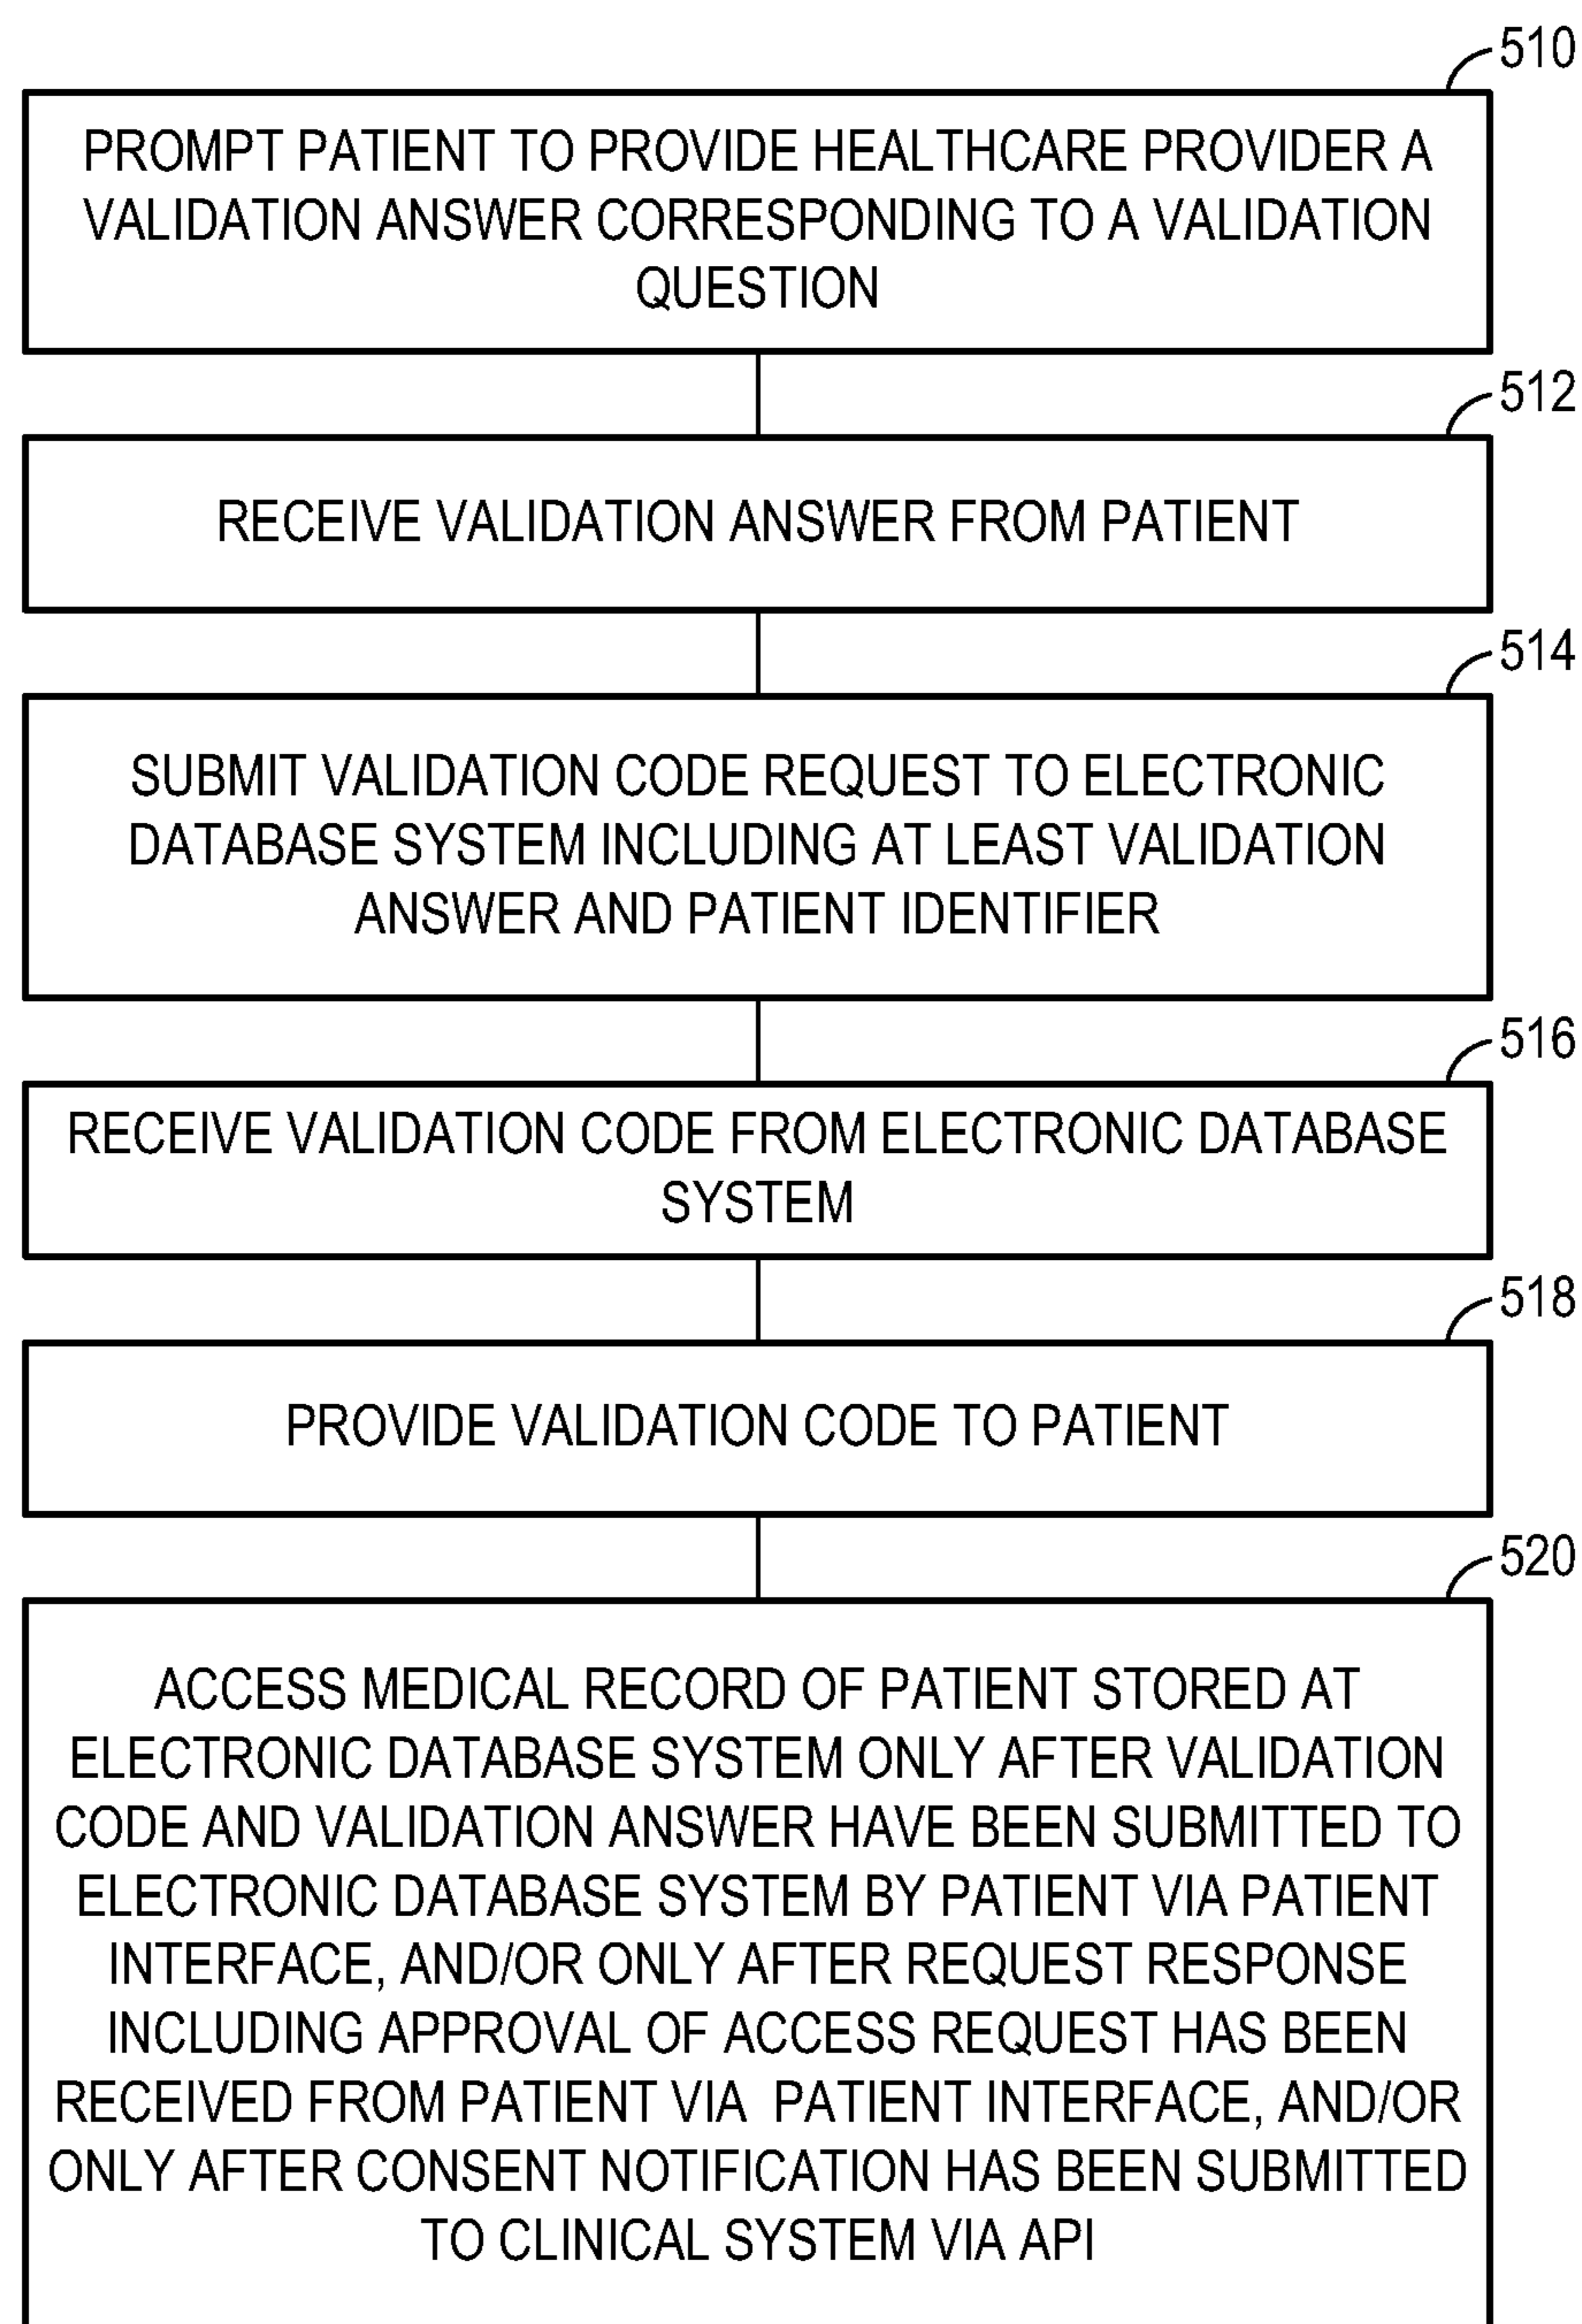 510
PROMPT PATIENT TO PROVIDE HEALTHCARE PROVIDER A
VALIDATION ANSWER CORRESPONDING TO A VALIDATION
QUESTION
512
RECEIVE VALIDATION ANSWER FROM PATIENT
514
SUBMIT VALIDATION CODE REQUEST TO ELECTRONIC
DATABASE SYSTEM INCLUDING AT LEAST VALIDATION
ANSWER AND PATIENT IDENTIFIER
516
RECEIVE VALIDATION CODE FROM ELECTRONIC DATABASE
SYSTEM
518
PROVIDE VALIDATION CODE TO PATIENT
520
ACCESS MEDICAL RECORD OF PATIENT STORED AT
ELECTRONIC DATABASE SYSTEM ONLY AFTER VALIDATION
CODE AND VALIDATION ANSWER HAVE BEEN SUBMITTED TO
ELECTRONIC DATABASE SYSTEM BY PATIENT VIA PATIENT
INTERFACE, AND/OR ONLY AFTER REQUEST RESPONSE
INCLUDING APPROVAL OF ACCESS REQUEST HAS BEEN
RECEIVED FROM PATIENT VIA PATIENT INTERFACE, AND/OR
ONLY AFTER CONSENT NOTIFICATION HAS BEEN SUBMITTED
TO CLINICAL SYSTEM VIA API